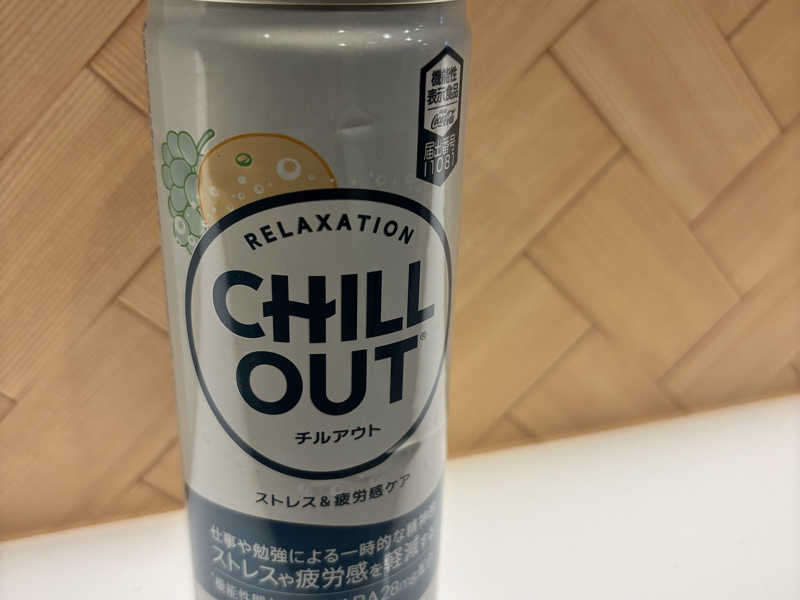 機能性
表示食品
Coca-Cola
届出番号
I1081
RELAXATION
CHILL
OUT®
チルアウト
ストレス&疲労感ケア
仕事や勉強による一時的な精神的
ストレスや疲労感を軽減する
28mg